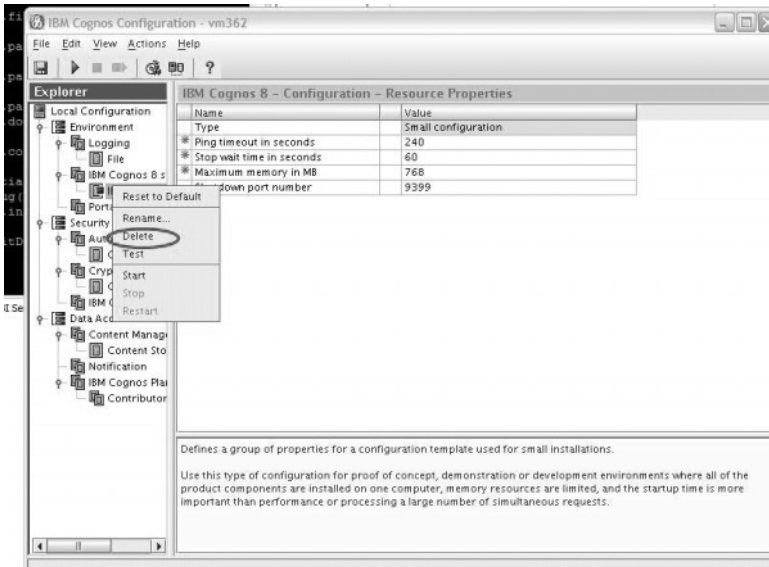 IBM Cognos Configuration - vm362
File Edit View Actions Help
Explorer
IBM Cognos 8 - Configuration - Resource Properties
Local Configuration
Environment
Logging
File
IBM Cognos 8 s
Porta
Security
Data Acc
Content Manag
Content Sto
Notification
IBM Cognos Pla
Contributor
Reset to Default
Rename...
Delete
Test
Start
Stop
Restart
Name Value
Type Small configuration
Ping timeout in seconds 240
Stop wait time in seconds 60
Maximum memory in MB 768
down port number 9399
Defines a group of properties for a configuration template used for small installations.
Use this type of configuration for proof of concept, demonstration or development environments where all of the
product components are installed on one computer, memory resources are limited, and the startup time is more
important than performance or processing a large number of simultaneous requests.